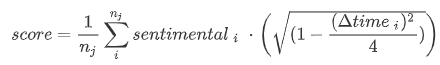 score = \frac{1}{n_j} \sum_{i}^{n_j} sentimental_i \cdot \left( \sqrt{(1 - \frac{(\Delta time_i)^2}{4})} \right)